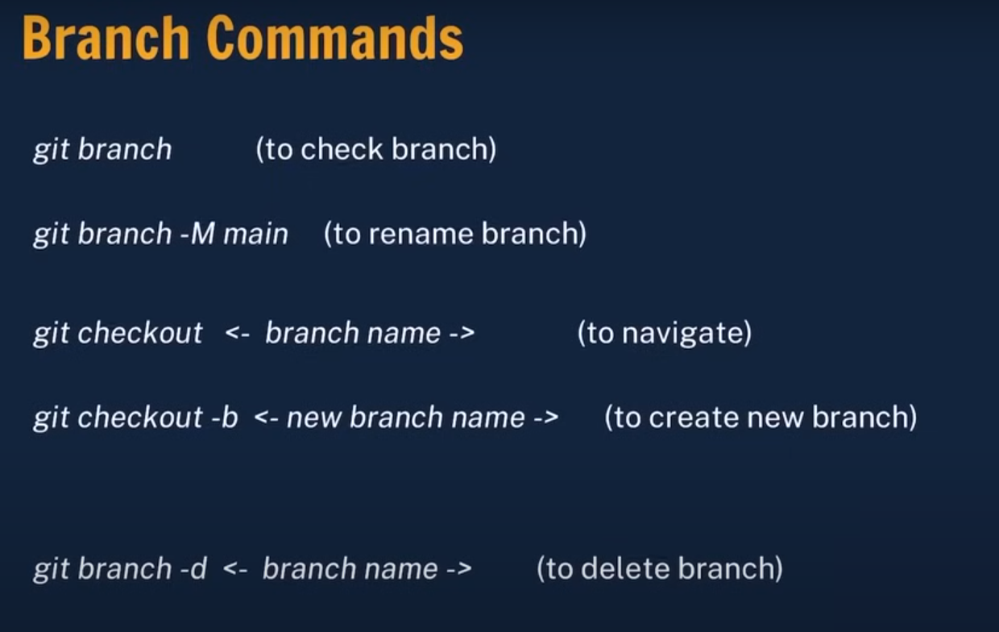 Branch Commands
git branch (to check branch)
git branch -M main (to rename branch)
git checkout <- branch name -> (to navigate)
git checkout -b <- new branch name -> (to create new branch)
git branch -d <- branch name -> (to delete branch)